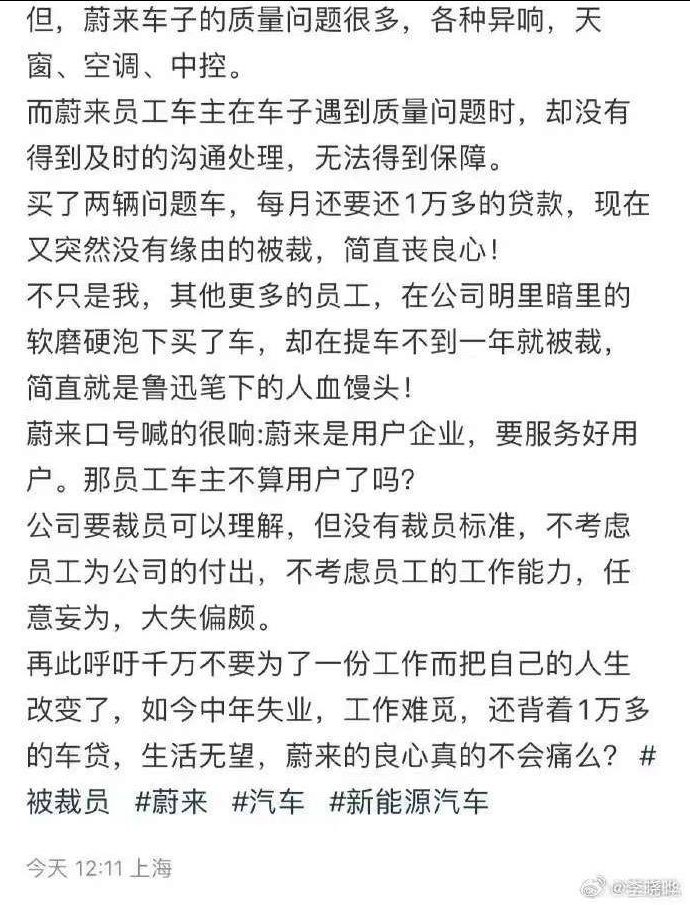 但，蔚来车子的质量问题很多，各种异响，天
窗、空调、中控。
而蔚来员工车主在车子遇到质量问题时，却没有
得到及时的沟通处理，无法得到保障。
买了两辆问题车，每月还要还1万多的贷款，现在
又突然没有缘由的被裁，简直丧良心！
不只是我，其他更多的员工，在公司明里暗里的
软磨硬泡下买了车，却在提车不到一年就被裁，
简直就是鲁迅笔下的人血馒头！
蔚来口号喊的很响:蔚来是用户企业，要服务好用
户。那员工车主不算用户了吗？
公司要裁员可以理解，但没有裁员标准，不考虑
员工为公司的付出，不考虑员工的工作能力，任
意妄为，大失偏颇。
再此呼吁千万不要为了一份工作而把自己的人生
改变了，如今中年失业，工作难觅，还背着1万多
的车贷，生活无望，蔚来的良心真的不会痛么？#
被裁员 #蔚来 #汽车 #新能源汽车
今天 12:11 上海